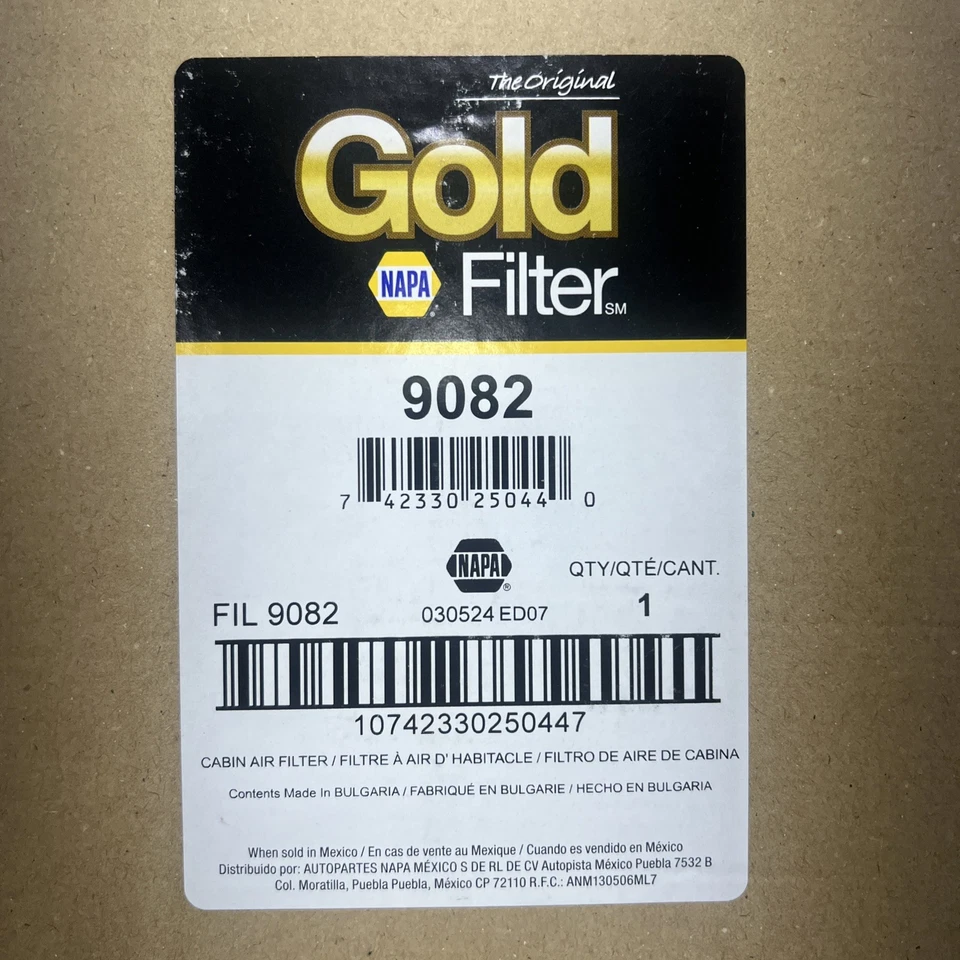 The Original
Gold
NAPA Filter SM
9082
7 42330 25044 0
NAPA ®
QTY/QTÉ/CANT.
FIL 9082 030524 ED07 1
10742330250447
CABIN AIR FILTER / FILTRE À AIR D' HABITACLE / FILTRO DE AIRE DE CABINA
Contents Made In BULGARIA / FABRIQUÉ EN BULGARIE / HECHO EN BULGARIA
When sold in Mexico / En cas de vente au Mexique / Cuando es vendido en México
Distribuido por: AUTOPARTES NAPA MÉXICO S DE RL DE CV Autopista México Puebla 7532 B
Col. Moratilla, Puebla Puebla, México CP 72110 R.F.C.: ANM130506ML7